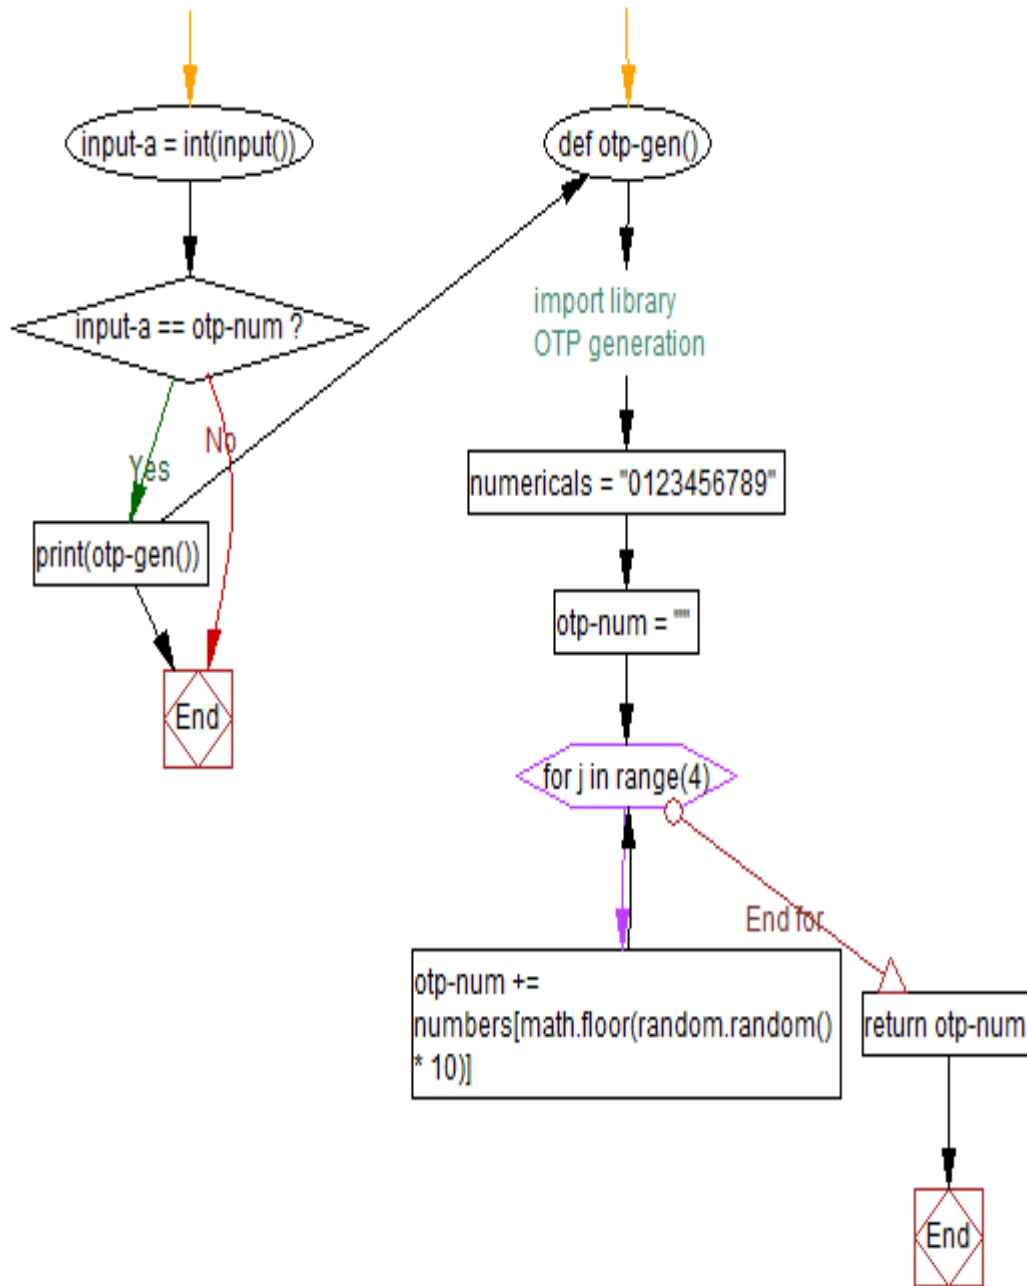 input-a = int(input())
input-a == otp-num ?
Yes
No
print(otp-gen())
End
def otp-gen()
import library
OTP generation
numericals = "0123456789"
otp-num = ""
for j in range(4)
End for
otp-num +=
numbers[math.floor(random.random()
* 10)]
return otp-num
End